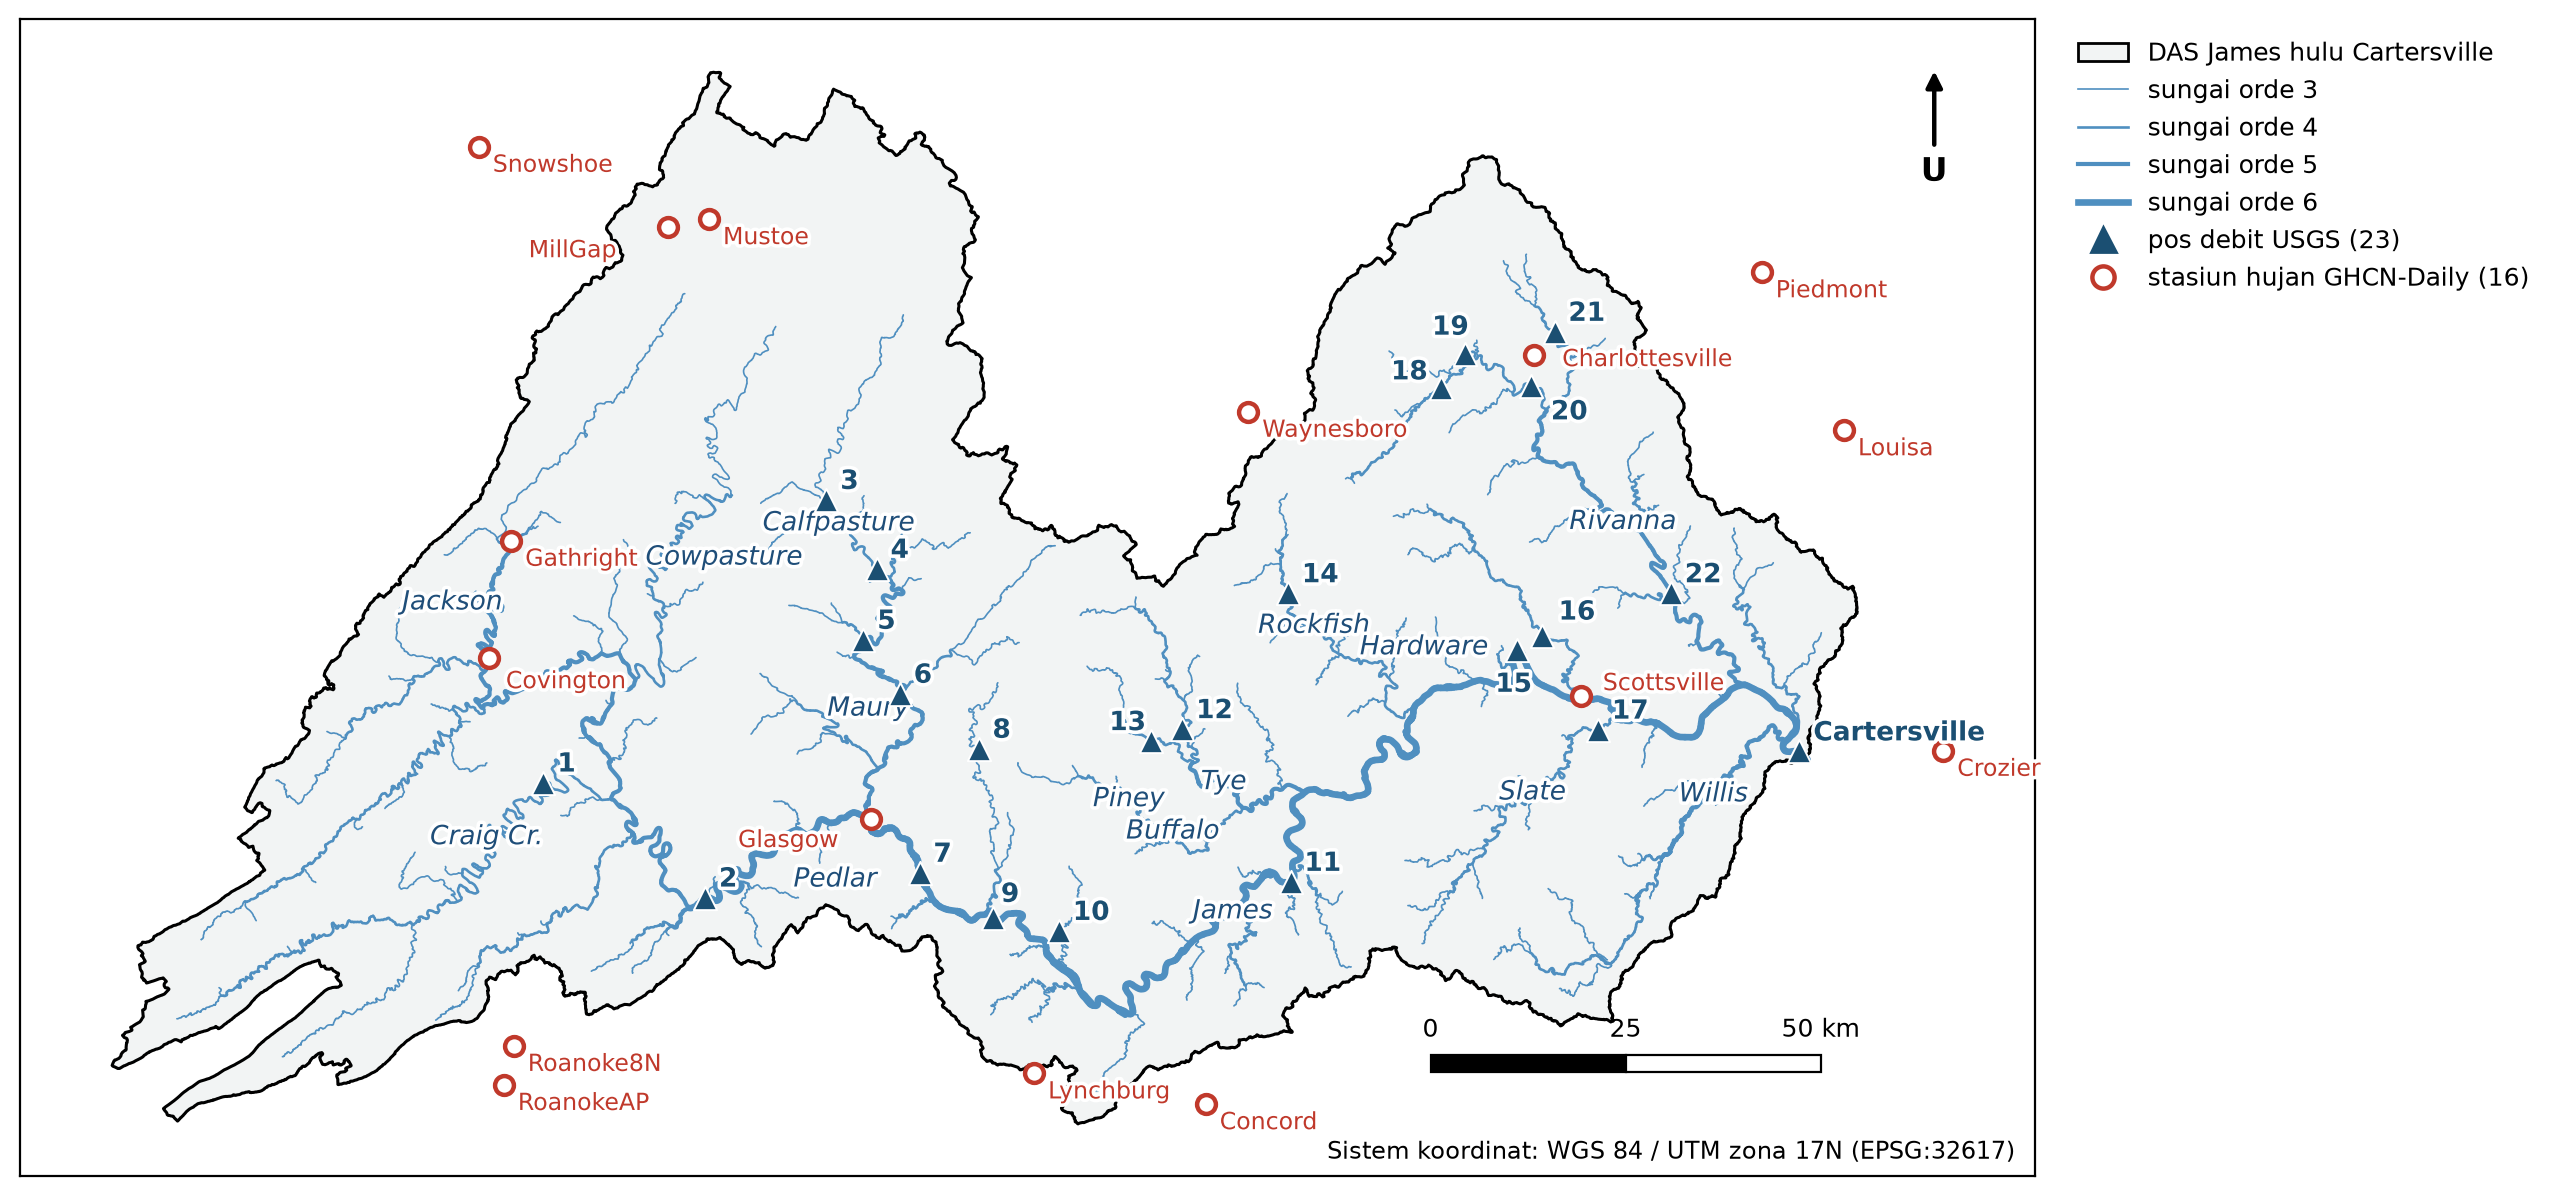 DAS James hulu Cartersville
sungai orde 3
sungai orde 4
sungai orde 5
sungai orde 6
pos debit USGS (23)
stasiun hujan GHCN-Daily (16)
U
Snowshoe
MillGap
Mustoe
Piedmont
21
19
Charlottesville
18
20
Waynesboro
Louisa
3
Calfpasture
Rivanna
4
Gathright
Cowpasture
14
22
Jackson
5
16
Rockfish
Hardware
6
Covington
15
Scottsville
Maury
13
12
17
8
Cartersville
1
Crozier
Tye
Piney
Slate
Willis
Craig Cr.
Buffalo
Glasgow
7
11
2
Pedlar
9
10
James
0
25
50 km
Roanoke8N
RoanokeAP
Lynchburg
Concord
Sistem koordinat: WGS 84 / UTM zona 17N (EPSG:32617)